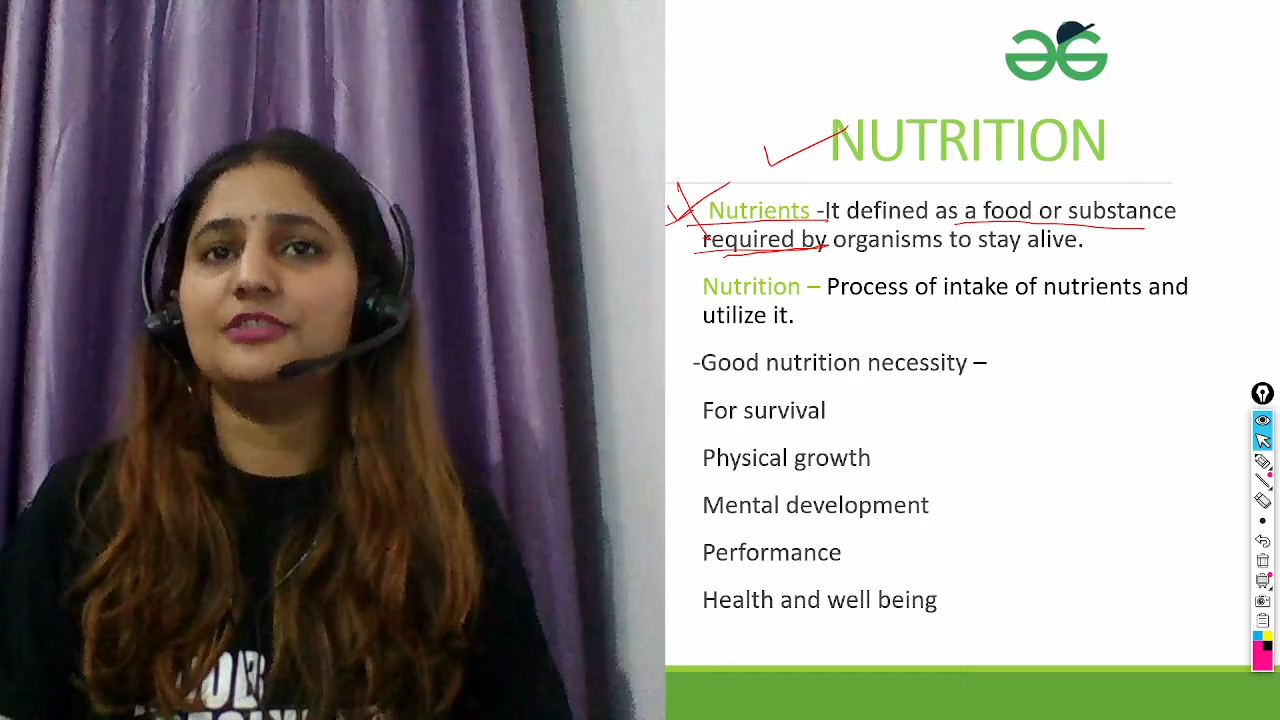 NUTRITION
Nutrients -It defined as a food or substance
required by organisms to stay alive.
Nutrition – Process of intake of nutrients and
utilize it.
-Good nutrition necessity –
For survival
Physical growth
Mental development
Performance
Health and well being